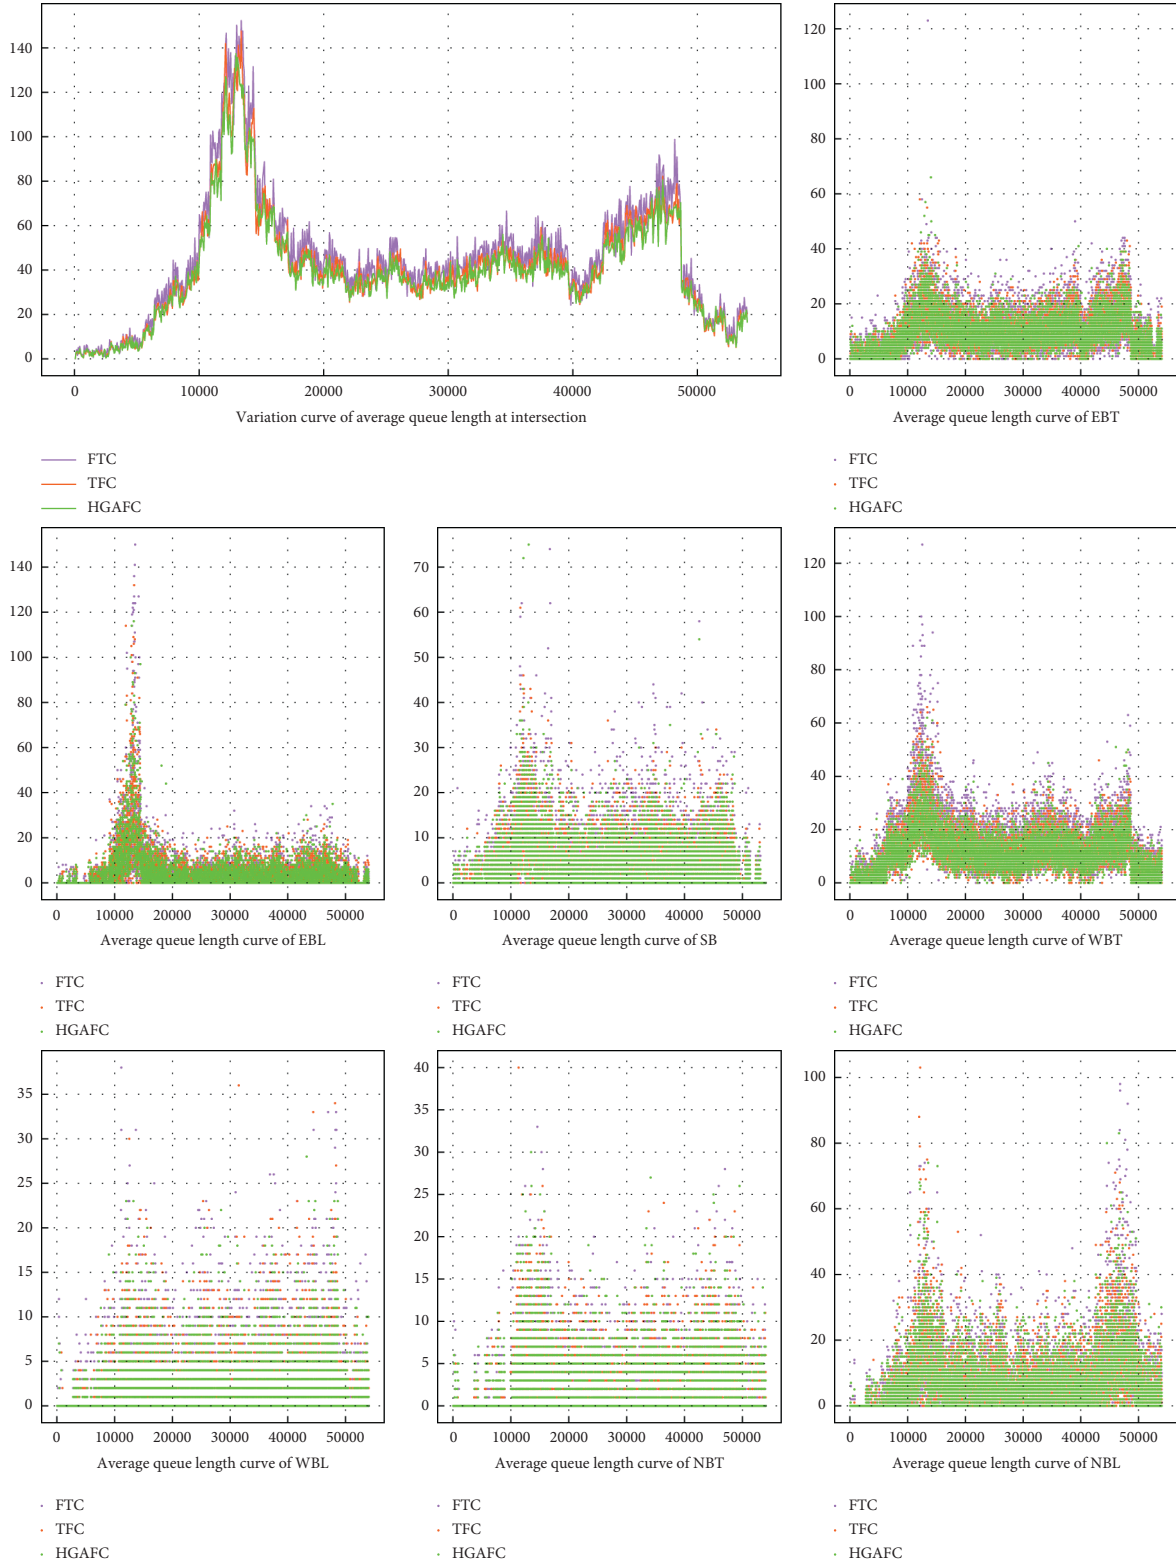 140
120
100
80
60
40
20
0
0 10000 20000 30000 40000 50000
Variation curve of average queue length at intersection
FTC
TFC
HGAFC
120
100
80
60
40
20
0
0 10000 20000 30000 40000 50000
Average queue length curve of EBT
FTC
TFC
HGAFC
140
120
100
80
60
40
20
0
0 10000 20000 30000 40000 50000
Average queue length curve of EBL
FTC
TFC
HGAFC
70
60
50
40
30
20
10
0
0 10000 20000 30000 40000 50000
Average queue length curve of SB
FTC
TFC
HGAFC
120
100
80
60
40
20
0
0 10000 20000 30000 40000 50000
Average queue length curve of WBT
FTC
TFC
HGAFC
35
30
25
20
15
10
5
0
0 10000 20000 30000 40000 50000
Average queue length curve of WBL
FTC
TFC
HGAFC
40
35
30
25
20
15
10
5
0
0 10000 20000 30000 40000 50000
Average queue length curve of NBT
FTC
TFC
HGAFC
100
80
60
40
20
0
0 10000 20000 30000 40000 50000
Average queue length curve of NBL
FTC
TFC
HGAFC